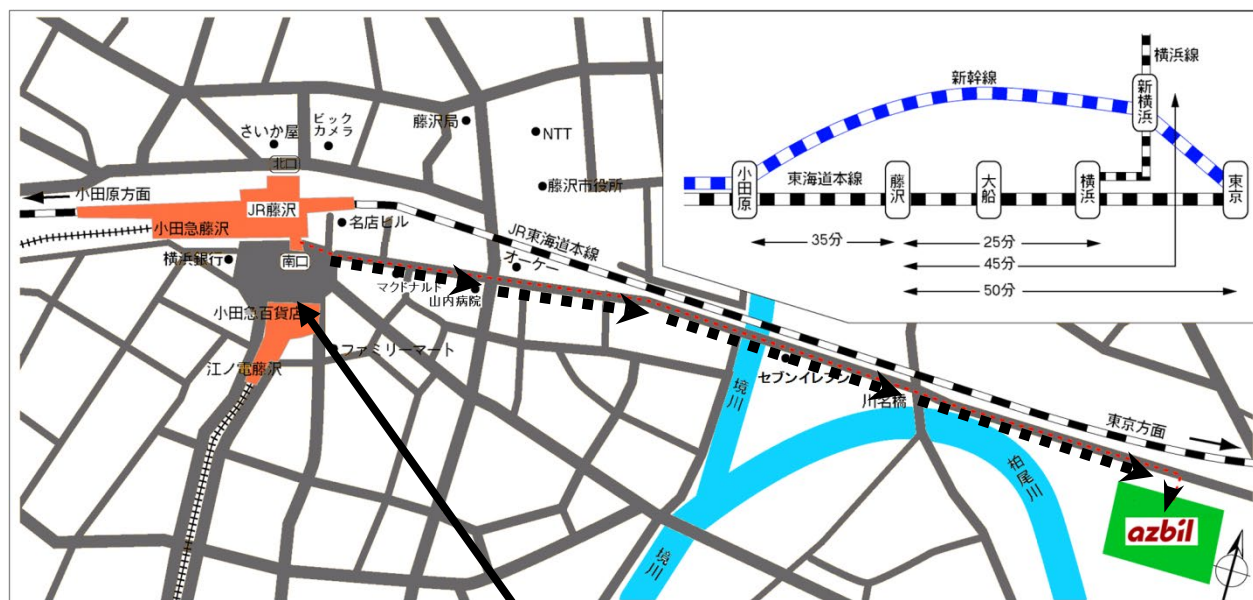 横浜線
新幹線
新横浜
小田原
東海道本線
藤沢
大船
横浜
東京
35分
25分
45分
50分
藤沢局
NTT
ビック
カメラ
さいか屋
北口
藤沢市役所
小田原方面
JR藤沢
名店ビル
小田急藤沢
JR東海道本線
横浜銀行
南口
オーケー
マクドナルド
山内病院
小田急百貨店
ファミリーマート
江ノ電藤沢
セブンイレブン
境川
川名橋
東京方面
柏尾川
境川
azbil